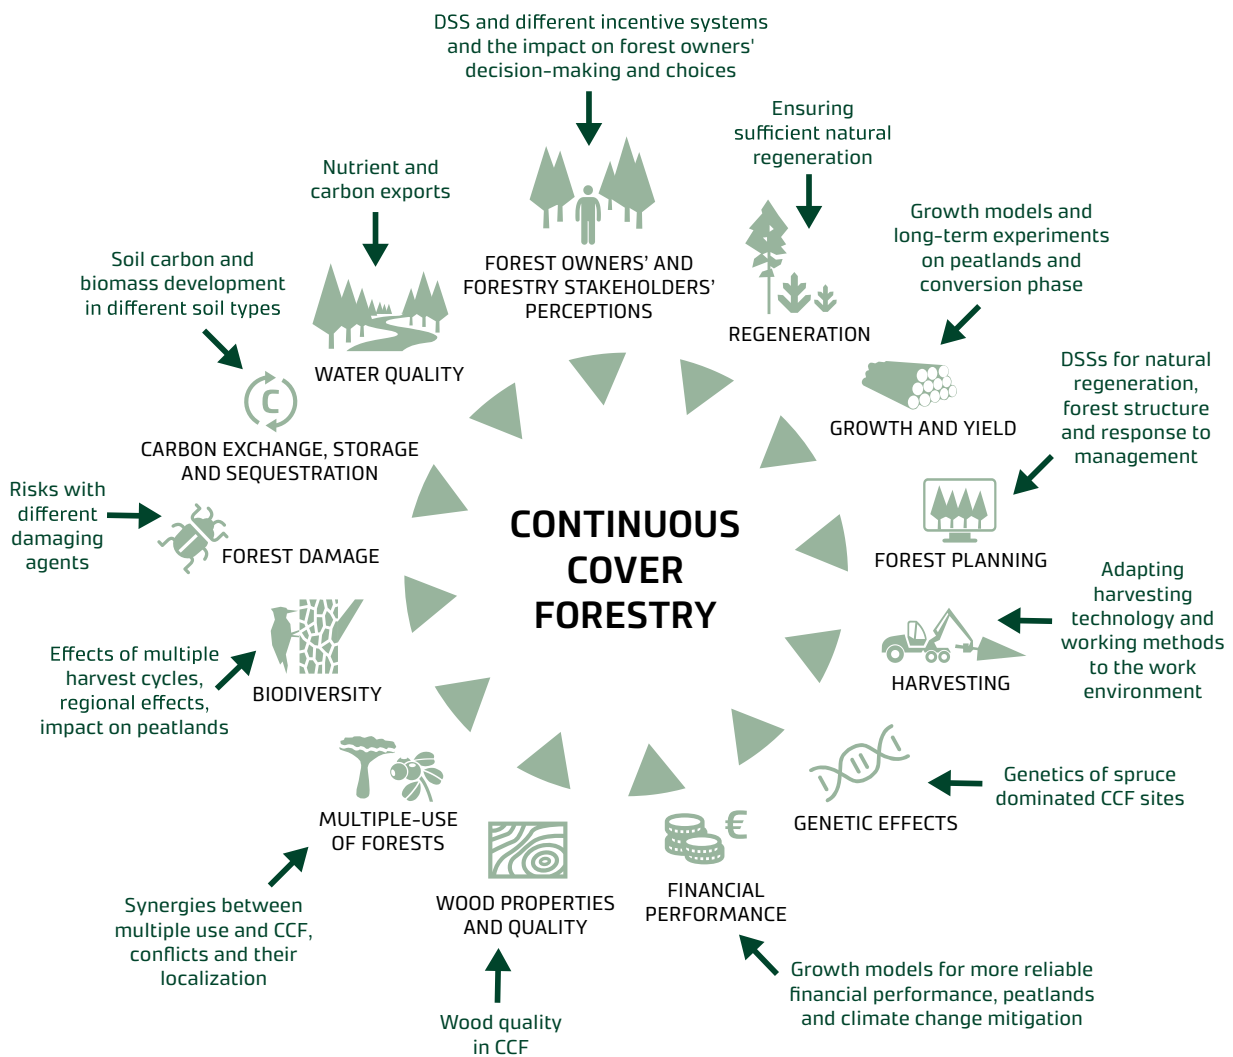 DSS and different incentive systems
and the impact on forest owners'
decision-making and choices
FOREST OWNERS’ AND
FORESTRY STAKEHOLDERS’
PERCEPTIONS
Ensuring
sufficient natural
regeneration
REGENERATION
Growth models and
long-term experiments
on peatlands and
conversion phase
GROWTH AND YIELD
DSSs for natural
regeneration,
forest structure
and response to
management
FOREST PLANNING
Adapting
harvesting
technology and
working methods
to the work
environment
HARVESTING
Genetics of spruce
dominated CCF sites
GENETIC EFFECTS
€
FINANCIAL
PERFORMANCE
Growth models for more reliable
financial performance, peatlands
and climate change mitigation
WOOD PROPERTIES
AND QUALITY
Wood quality
in CCF
MULTIPLE-USE
OF FORESTS
Synergies between
multiple use and CCF,
conflicts and their
localization
BIODIVERSITY
Effects of multiple
harvest cycles,
regional effects,
impact on peatlands
FOREST DAMAGE
Risks with
different
damaging
agents
C
CARBON EXCHANGE, STORAGE
AND SEQUESTRATION
Soil carbon and
biomass development
in different soil types
WATER QUALITY
Nutrient and
carbon exports
CONTINUOUS
COVER
FORESTRY